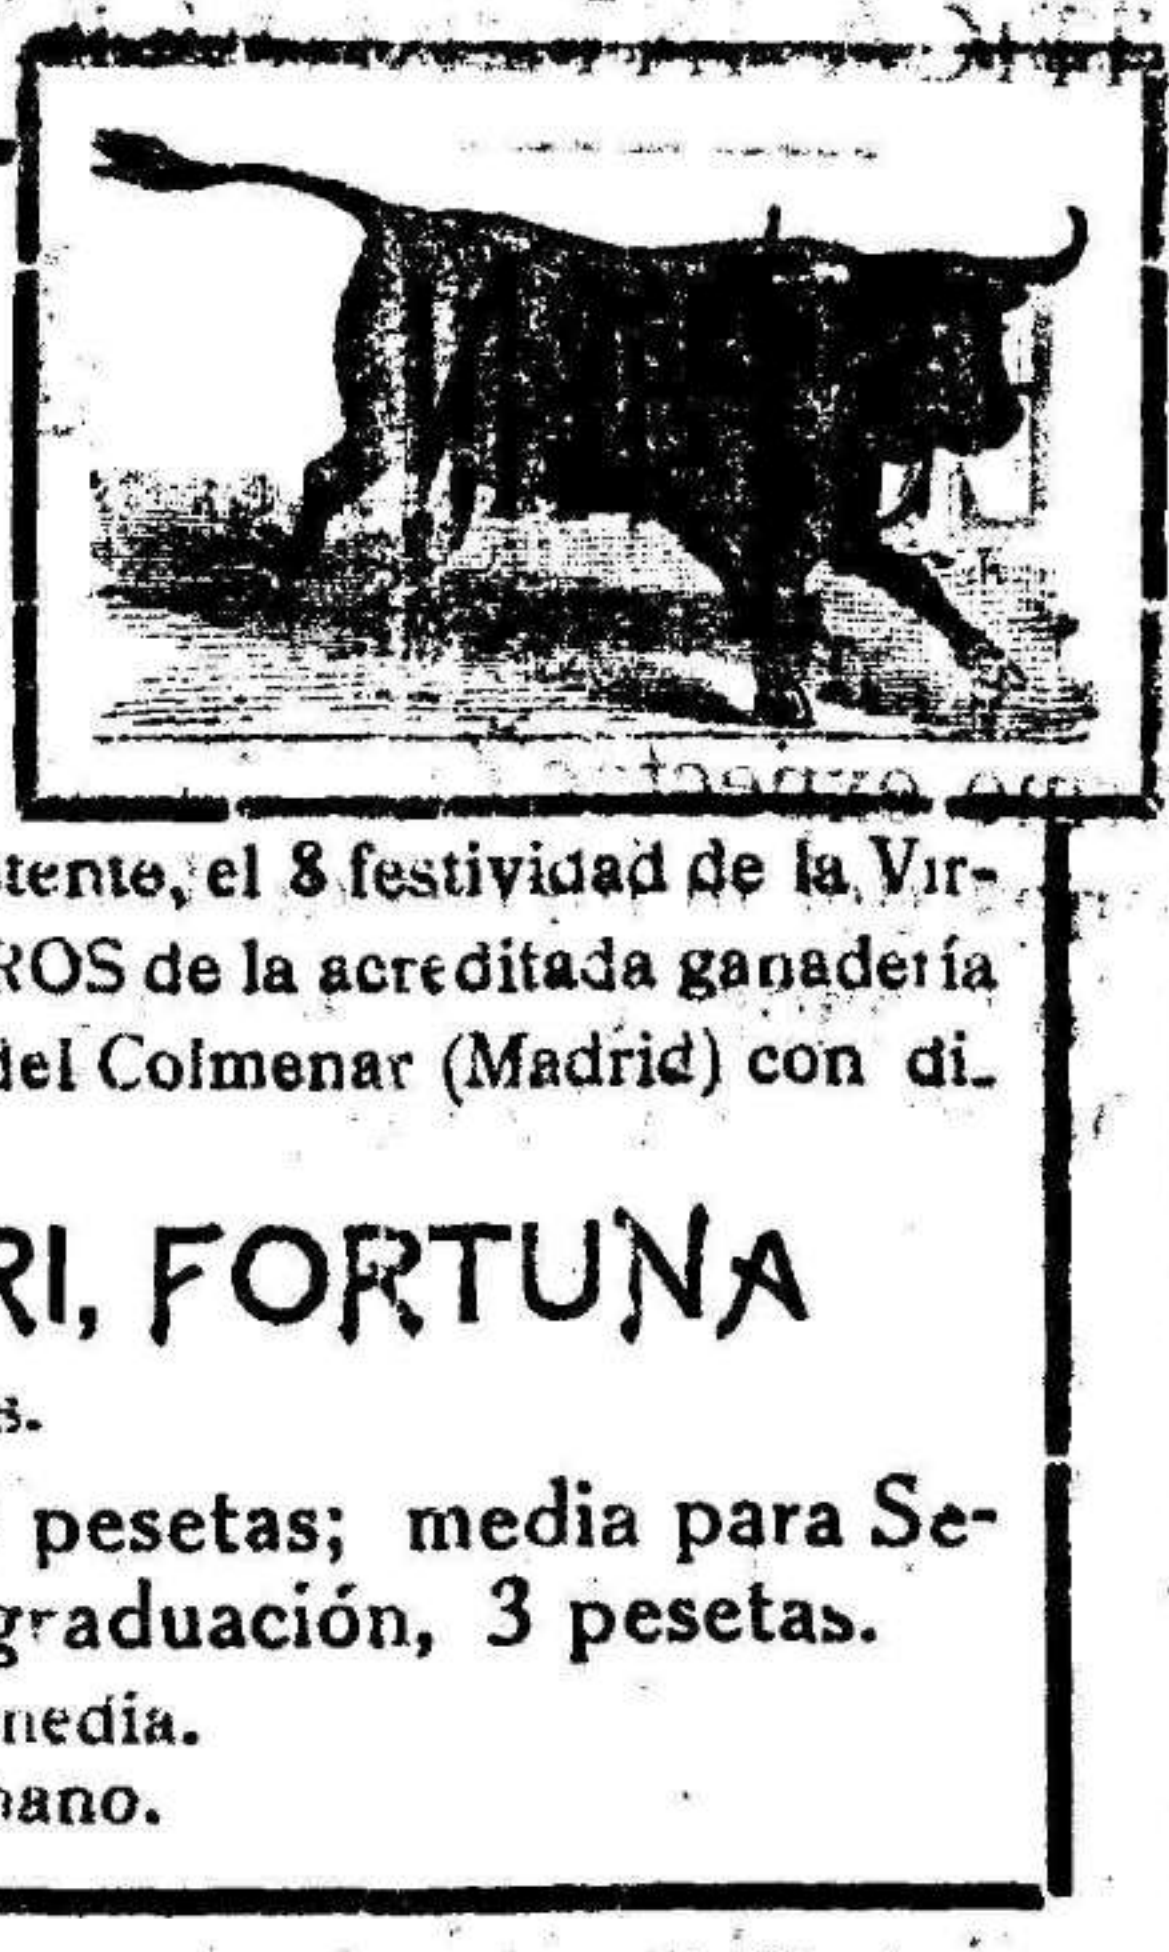 el 8 festividad de la Vir-
ROS de la acreditada ganadería
del Colmenar (Madrid) con di-
RI, FORTUNA
s.
pesetas; media para Se-
graduación, 3 pesetas.
media.
bano.